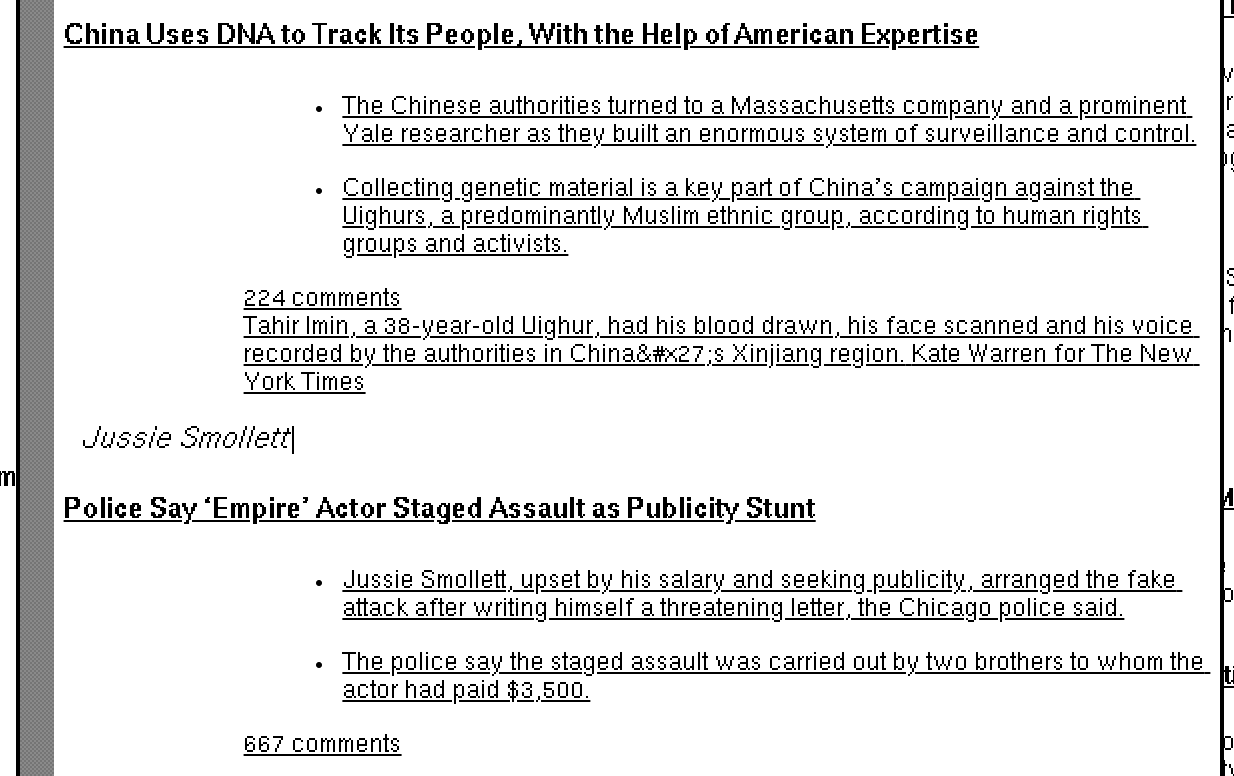 China Uses DNA to Track Its People, With the Help of American Expertise
• The Chinese authorities turned to a Massachusetts company and a prominent
Yale researcher as they built an enormous system of surveillance and control.
• Collecting genetic material is a key part of China’s campaign against the
Uighurs, a predominantly Muslim ethnic group, according to human rights
groups and activists.
224 comments
Tahir Imin, a 38-year-old Uighur, had his blood drawn, his face scanned and his voice
recorded by the authorities in China&#x27;s Xinjiang region. Kate Warren for The New
York Times
Jussie Smollett
Police Say ‘Empire’ Actor Staged Assault as Publicity Stunt
• Jussie Smollett, upset by his salary and seeking publicity, arranged the fake
attack after writing himself a threatening letter, the Chicago police said.
• The police say the staged assault was carried out by two brothers to whom the
actor had paid $3,500.
667 comments